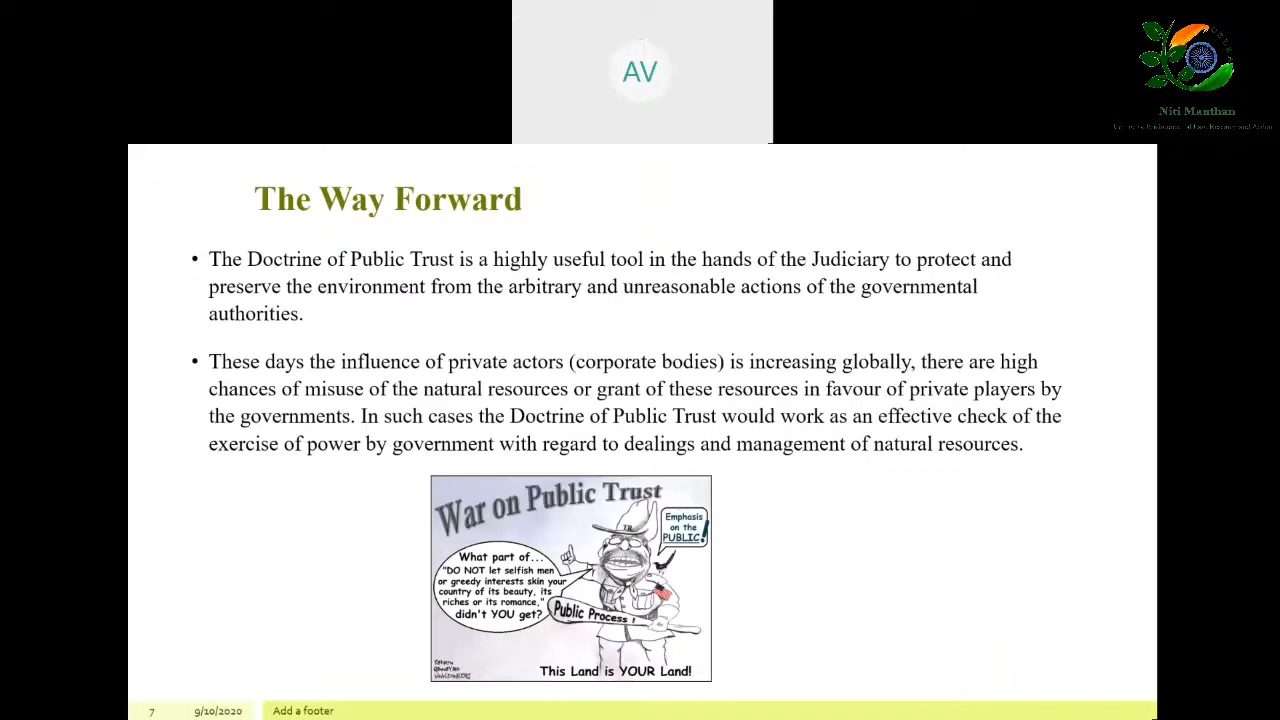 AV
Niti Manthan
The Way Forward
• The Doctrine of Public Trust is a highly useful tool in the hands of the Judiciary to protect and
preserve the environment from the arbitrary and unreasonable actions of the governmental
authorities.
• These days the influence of private actors (corporate bodies) is increasing globally, there are high
chances of misuse of the natural resources or grant of these resources in favour of private players by
the governments. In such cases the Doctrine of Public Trust would work as an effective check of the
exercise of power by government with regard to dealings and management of natural resources.
War on Public Trust
TR
Emphasis
on the
PUBLIC!
What part of...
"DO NOT let selfish men
or greedy interests skin your
country of its beauty, its
riches or its romance,"
didn't YOU get?
Public Process!
This Land is YOUR Land!
7 9/10/2020 Add a footer